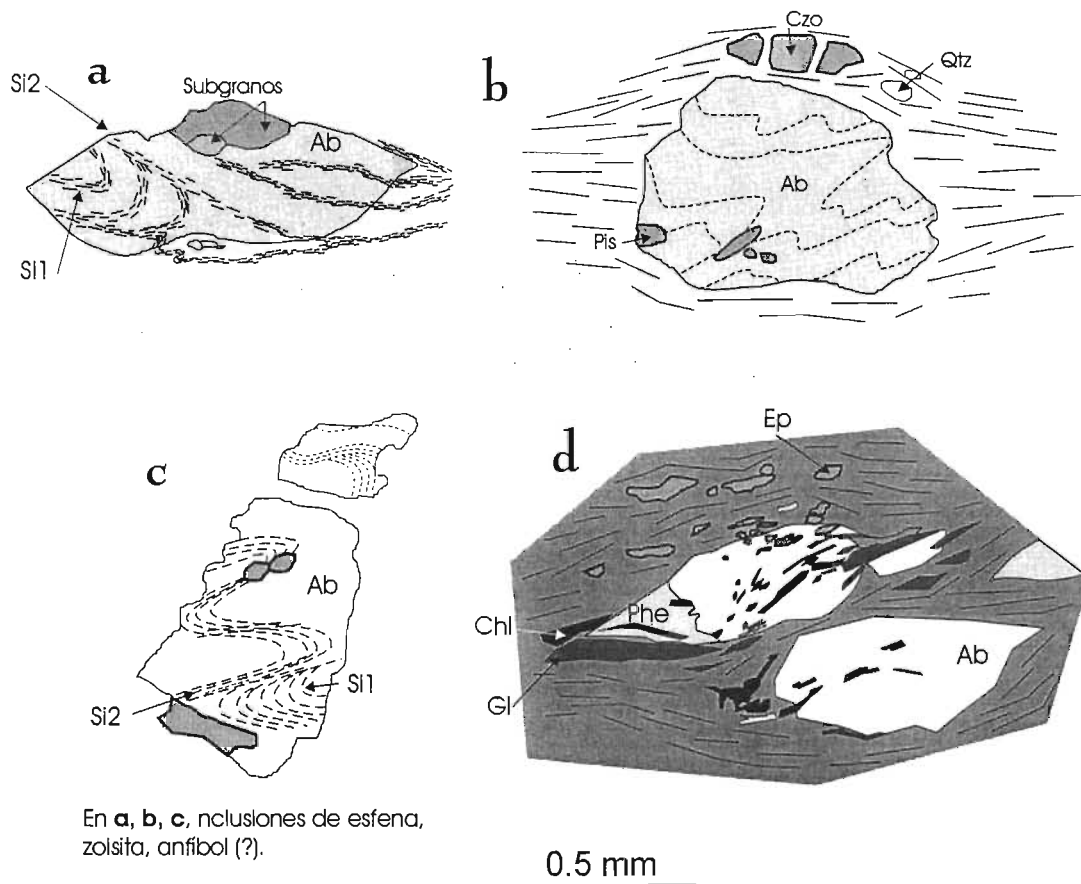 a
Si2
Subgranos
Ab
SI1
b
Czo
Qtz
Ab
Pis
c
Ab
Si2
SI1
d
Ep
Phe
Chl
Gl
Ab
En a, b, c, nclusiones de esfena,
zoisita, anfíbol (?).
0.5 mm